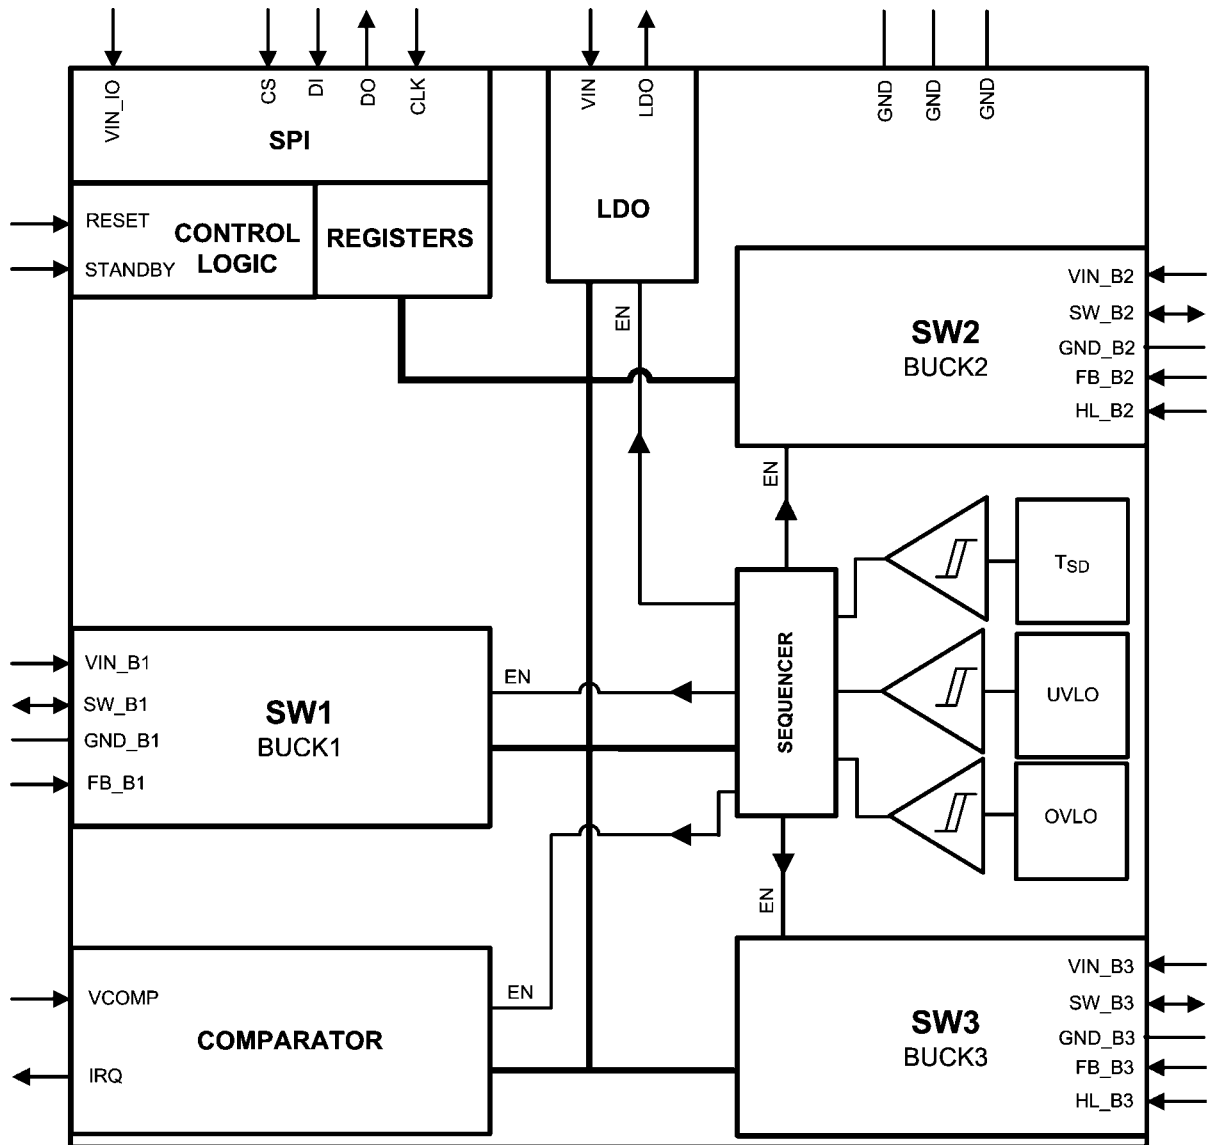 VIN_IO
CS
DI
DO
CLK
SPI
VIN
LDO
GND
GND
GND
RESET
STANDBY
CONTROL
LOGIC
REGISTERS
LDO
EN
SW2
BUCK2
VIN_B2
SW_B2
GND_B2
FB_B2
HL_B2
EN
TSD
SEQUENCER
UVLO
OVLO
VIN_B1
SW_B1
GND_B1
FB_B1
SW1
BUCK1
EN
EN
VCOMP
IRQ
COMPARATOR
EN
SW3
BUCK3
VIN_B3
SW_B3
GND_B3
FB_B3
HL_B3